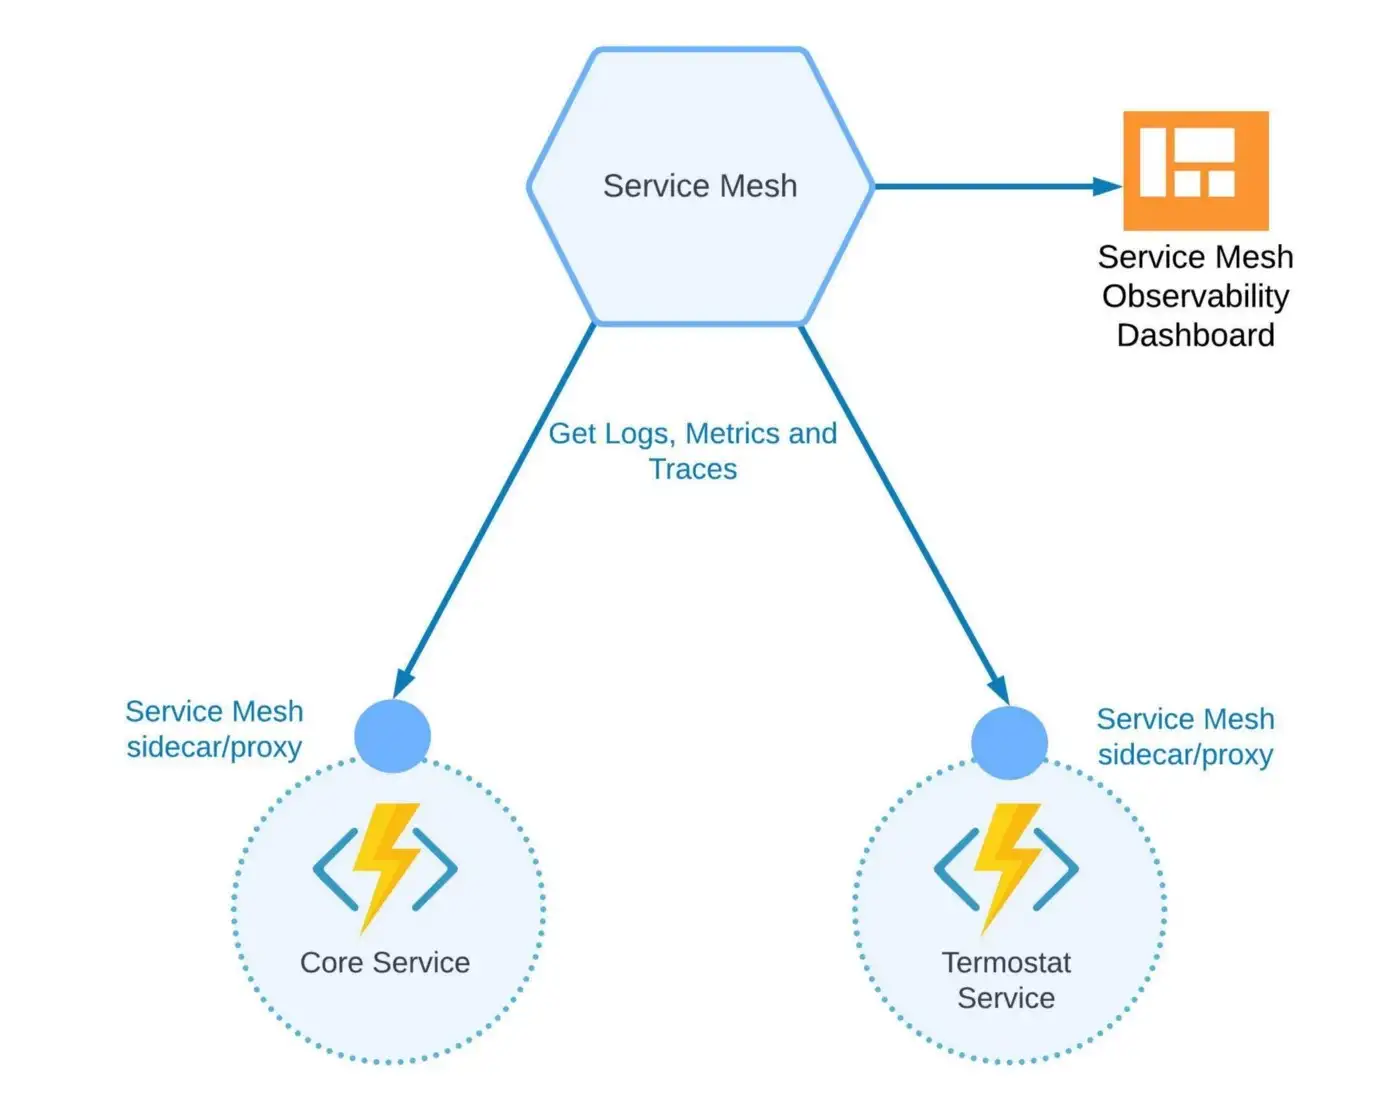 Service Mesh
Service Mesh
Observability
Dashboard
Get Logs, Metrics and
Traces
Service Mesh
sidecar/proxy
Service Mesh
sidecar/proxy
Core Service
Termostat
Service